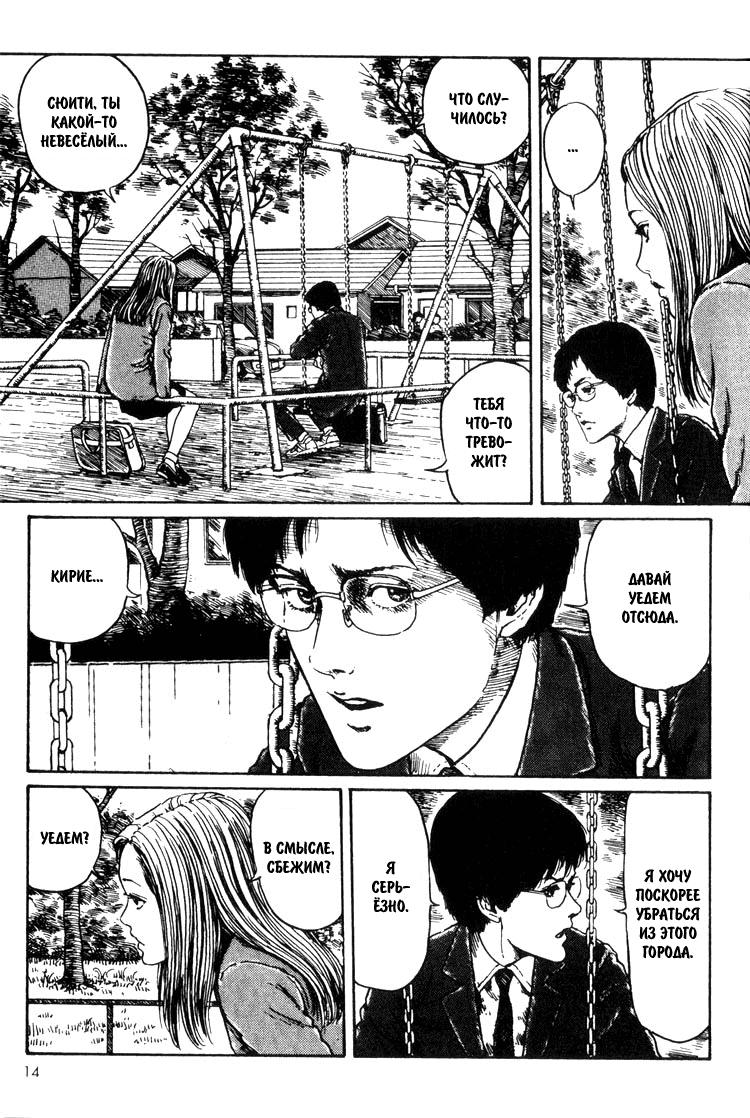 СЮИТИ, ТЫ
КАКОЙ-ТО
НЕВЕСЁЛЫЙ...
ЧТО СЛУ-
ЧИЛОСЬ?
ТЕБЯ
ЧТО-ТО
ТРЕВО-
ЖИТ?
...
КИРИЕ...
ДАВАЙ
УЕДЕМ
ОТСЮДА.
УЕДЕМ?
В СМЫСЛЕ,
СБЕЖИМ?
Я
СЕРЬ-
ЁЗНО.
Я ХОЧУ
ПОСКОРЕЕ
УБРАТЬСЯ
ИЗ ЭТОГО
ГОРОДА.
14